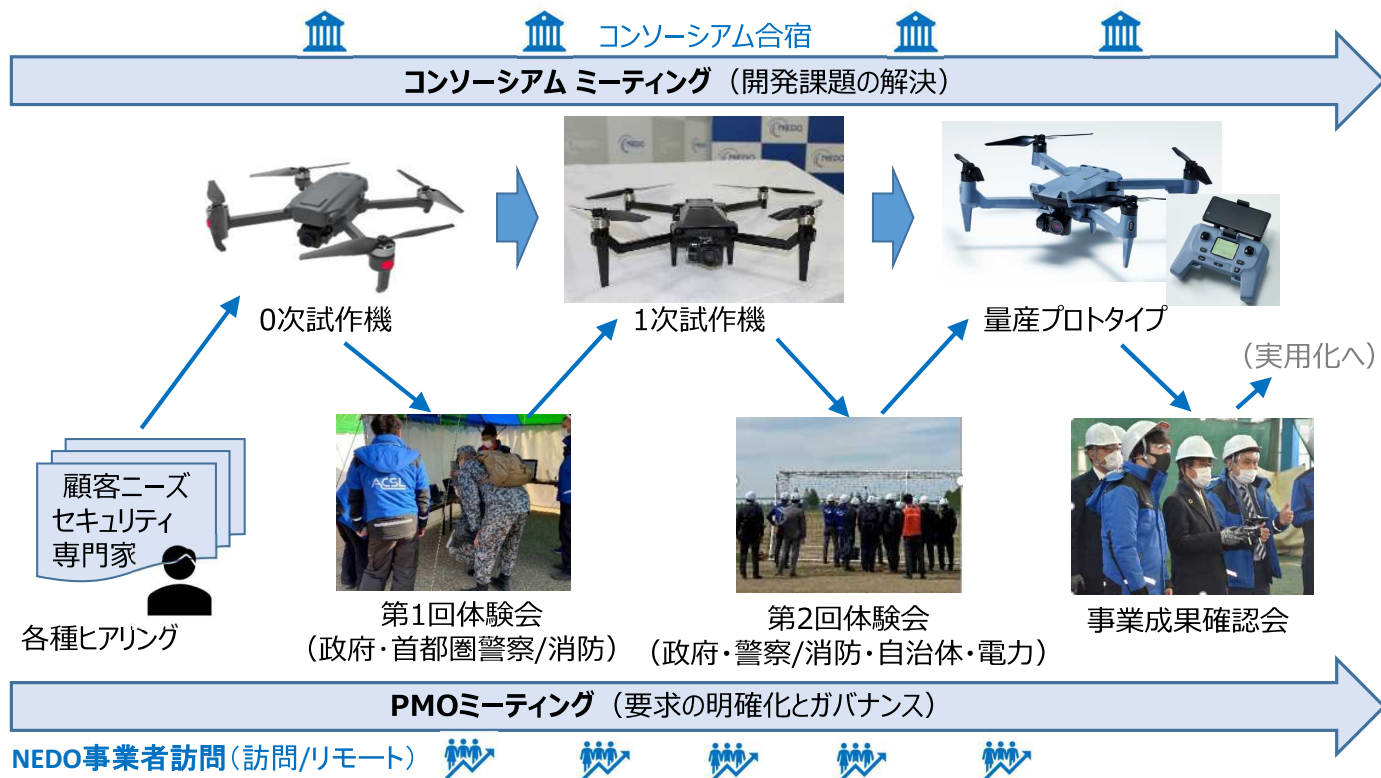 コンソーシアム合宿
コンソーシアム ミーティング（開発課題の解決）
NEDO
NEDO
NEDO
NEDO
0次試作機
1次試作機
量産プロトタイプ
（実用化へ）
顧客ニーズ
セキュリティ
専門家
各種ヒアリング
ACSL
第1回体験会
（政府・首都圏警察/消防）
第2回体験会
（政府・警察/消防・自治体・電力）
事業成果確認会
PMOミーティング（要求の明確化とガバナンス）
NEDO事業者訪問（訪問/リモート）